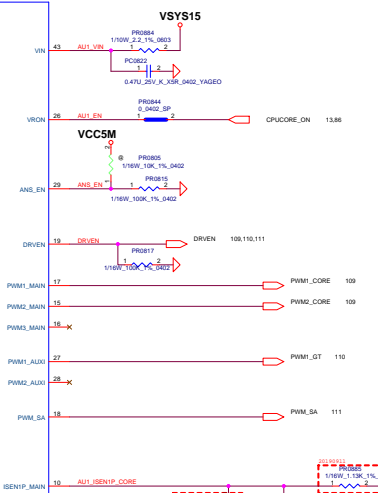 VSYS15
PR0884
1/10W_2.2_1%_0603
VIN 43 AU1_VIN 1 2
PC0822
1 2
0.47U_25V_K_X5R_0402_YAGEO
PR0844
0_0402_SP
VRON 26 AU1_EN 1 2 CPUCORE_ON 13,86
VCC5M
2
@ PR0805
1/16W_10K_1%_0402
1 PR0815
ANS_EN 29 ANS_EN 1 2
1/16W_100K_1%_0402
DRVEN 19 DRVEN DRVEN 109,110,111
PR0817
1 2
1/16W_100K_1%_0402
PWM1_MAIN 17 PWM1_CORE 109
PWM2_MAIN 15 PWM2_CORE 109
PWM3_MAIN 16
PWM1_AUXI 27 PWM1_GT 110
PWM2_AUXI 28
PWM_SA 18 PWM_SA 111
20190911
PR0885
1/16W_1.13K_1%_
ISEN1P_MAIN 10 AU1_ISEN1P_CORE 1 2